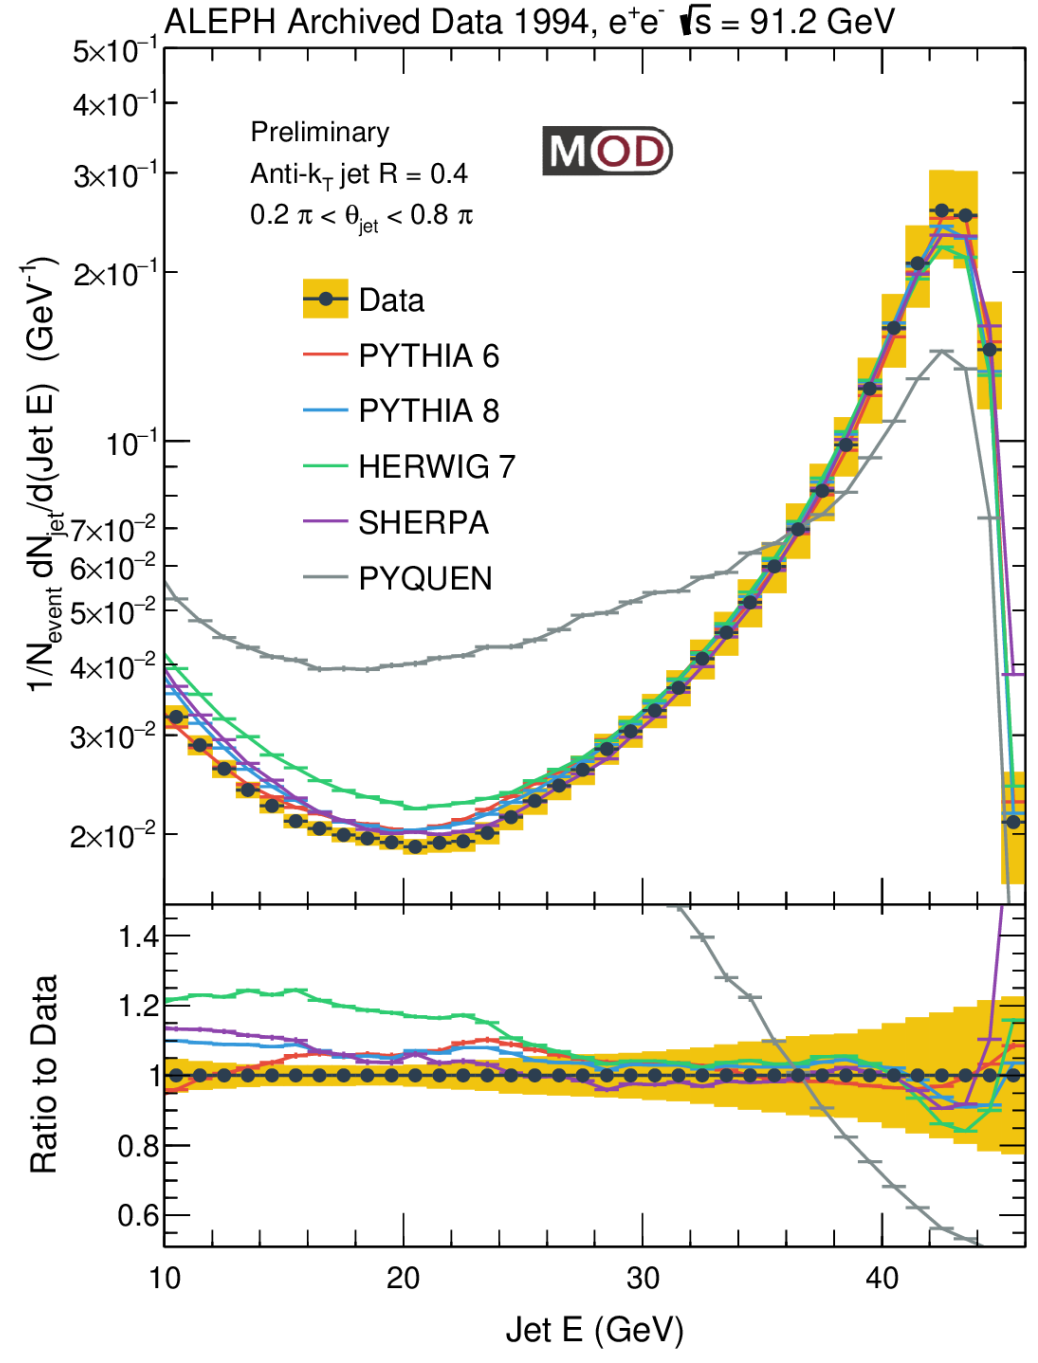 ALEPH Archived Data 1994, e⁺e⁻ √s = 91.2 GeV
5×10⁻¹
4×10⁻¹
3×10⁻¹
2×10⁻¹
10⁻¹
7×10⁻²
6×10⁻²
5×10⁻²
4×10⁻²
3×10⁻²
2×10⁻²
1/N_event dN_jet/d(Jet E) (GeV⁻¹)
Preliminary
Anti-k_T jet R = 0.4
0.2 π < θ_jet < 0.8 π
MOD
Data
PYTHIA 6
PYTHIA 8
HERWIG 7
SHERPA
PYQUEN
1.4
1.2
1
0.8
0.6
Ratio to Data
10 20 30 40
Jet E (GeV)